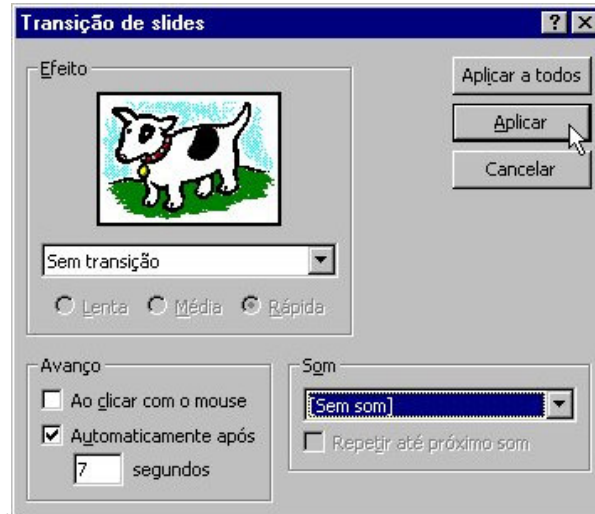 Transição de slides
Efeito
Sem transição
Lenta Média Rápida
Aplicar a todos
Aplicar
Cancelar
Avanço
Ao clicar com o mouse
Automaticamente após
7 segundos
Som
[Sem som]
Repetir até próximo som